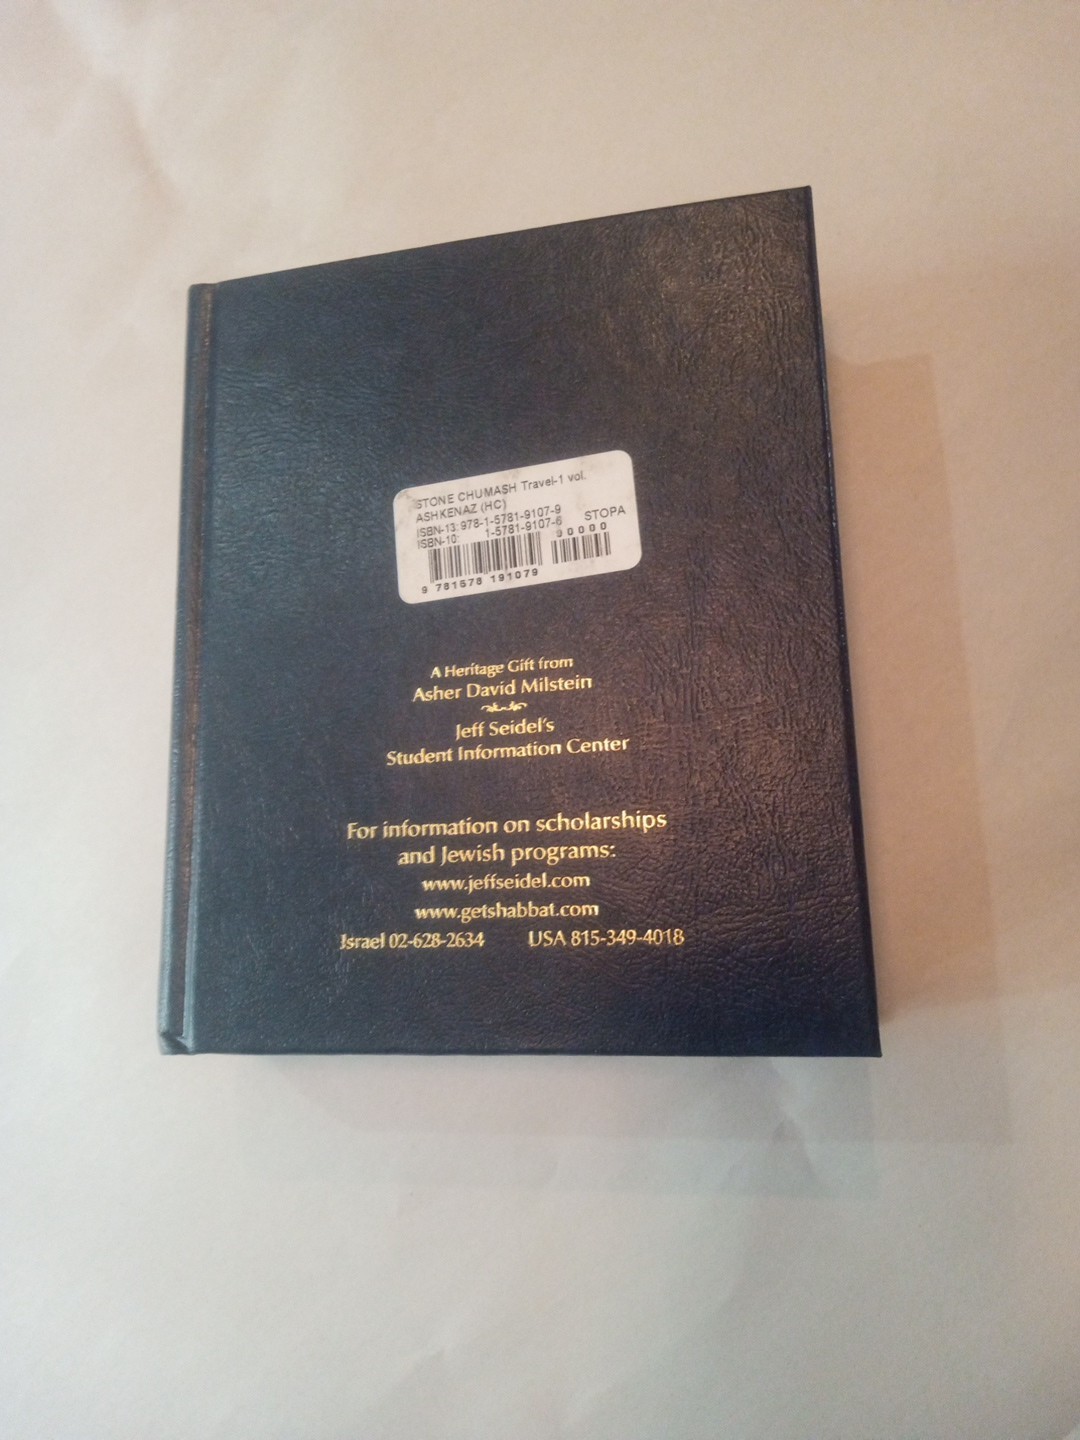 STONE CHUMASH Travel-1 vol.
ASHKENAZ (HC)
ISBN-13: 978-1-5781-9107-9
ISBN-10: 1-5781-9107-6 STOPA
00000
9 781578 191079
A Heritage Gift from
Asher David Milstein
Jeff Seidel's
Student Information Center
For information on scholarships
and Jewish programs:
www.jeffseidel.com
www.getshabbat.com
Israel 02-628-2634 USA 815-349-4018